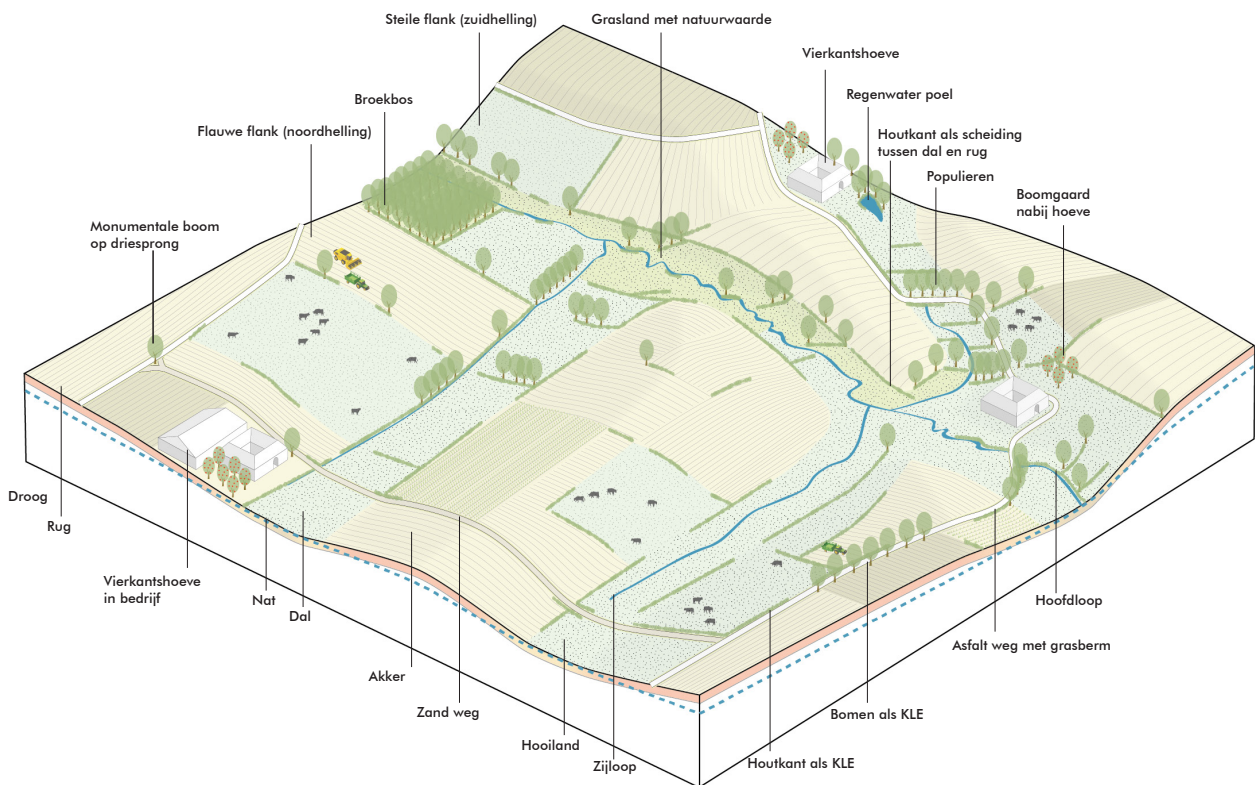 Steile flank (zuidhelling)
Grasland met natuurwaarde
Vierkantshoeve
Regenwater poel
Broekbos
Flauwe flank (noordhelling)
Houtkant als scheiding
tussen dal en rug
Populieren
Boomgaard
nabij hoeve
Monumentale boom
op driesprong
Droog
Rug
Vierkantshoeve
in bedrijf
Nat
Dal
Akker
Zand weg
Hooiland
Zijloop
Houtkant als KLE
Bomen als KLE
Asfalt weg met grasberm
Hoofdloop